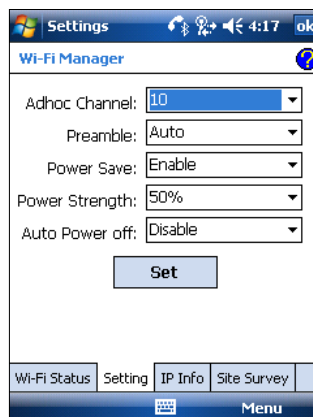 Settings 4:17 ok
Wi-Fi Manager ?
Adhoc Channel: 10
Preamble: Auto
Power Save: Enable
Power Strength: 50%
Auto Power off: Disable
Set
Wi-Fi Status Setting IP Info Site Survey
Menu